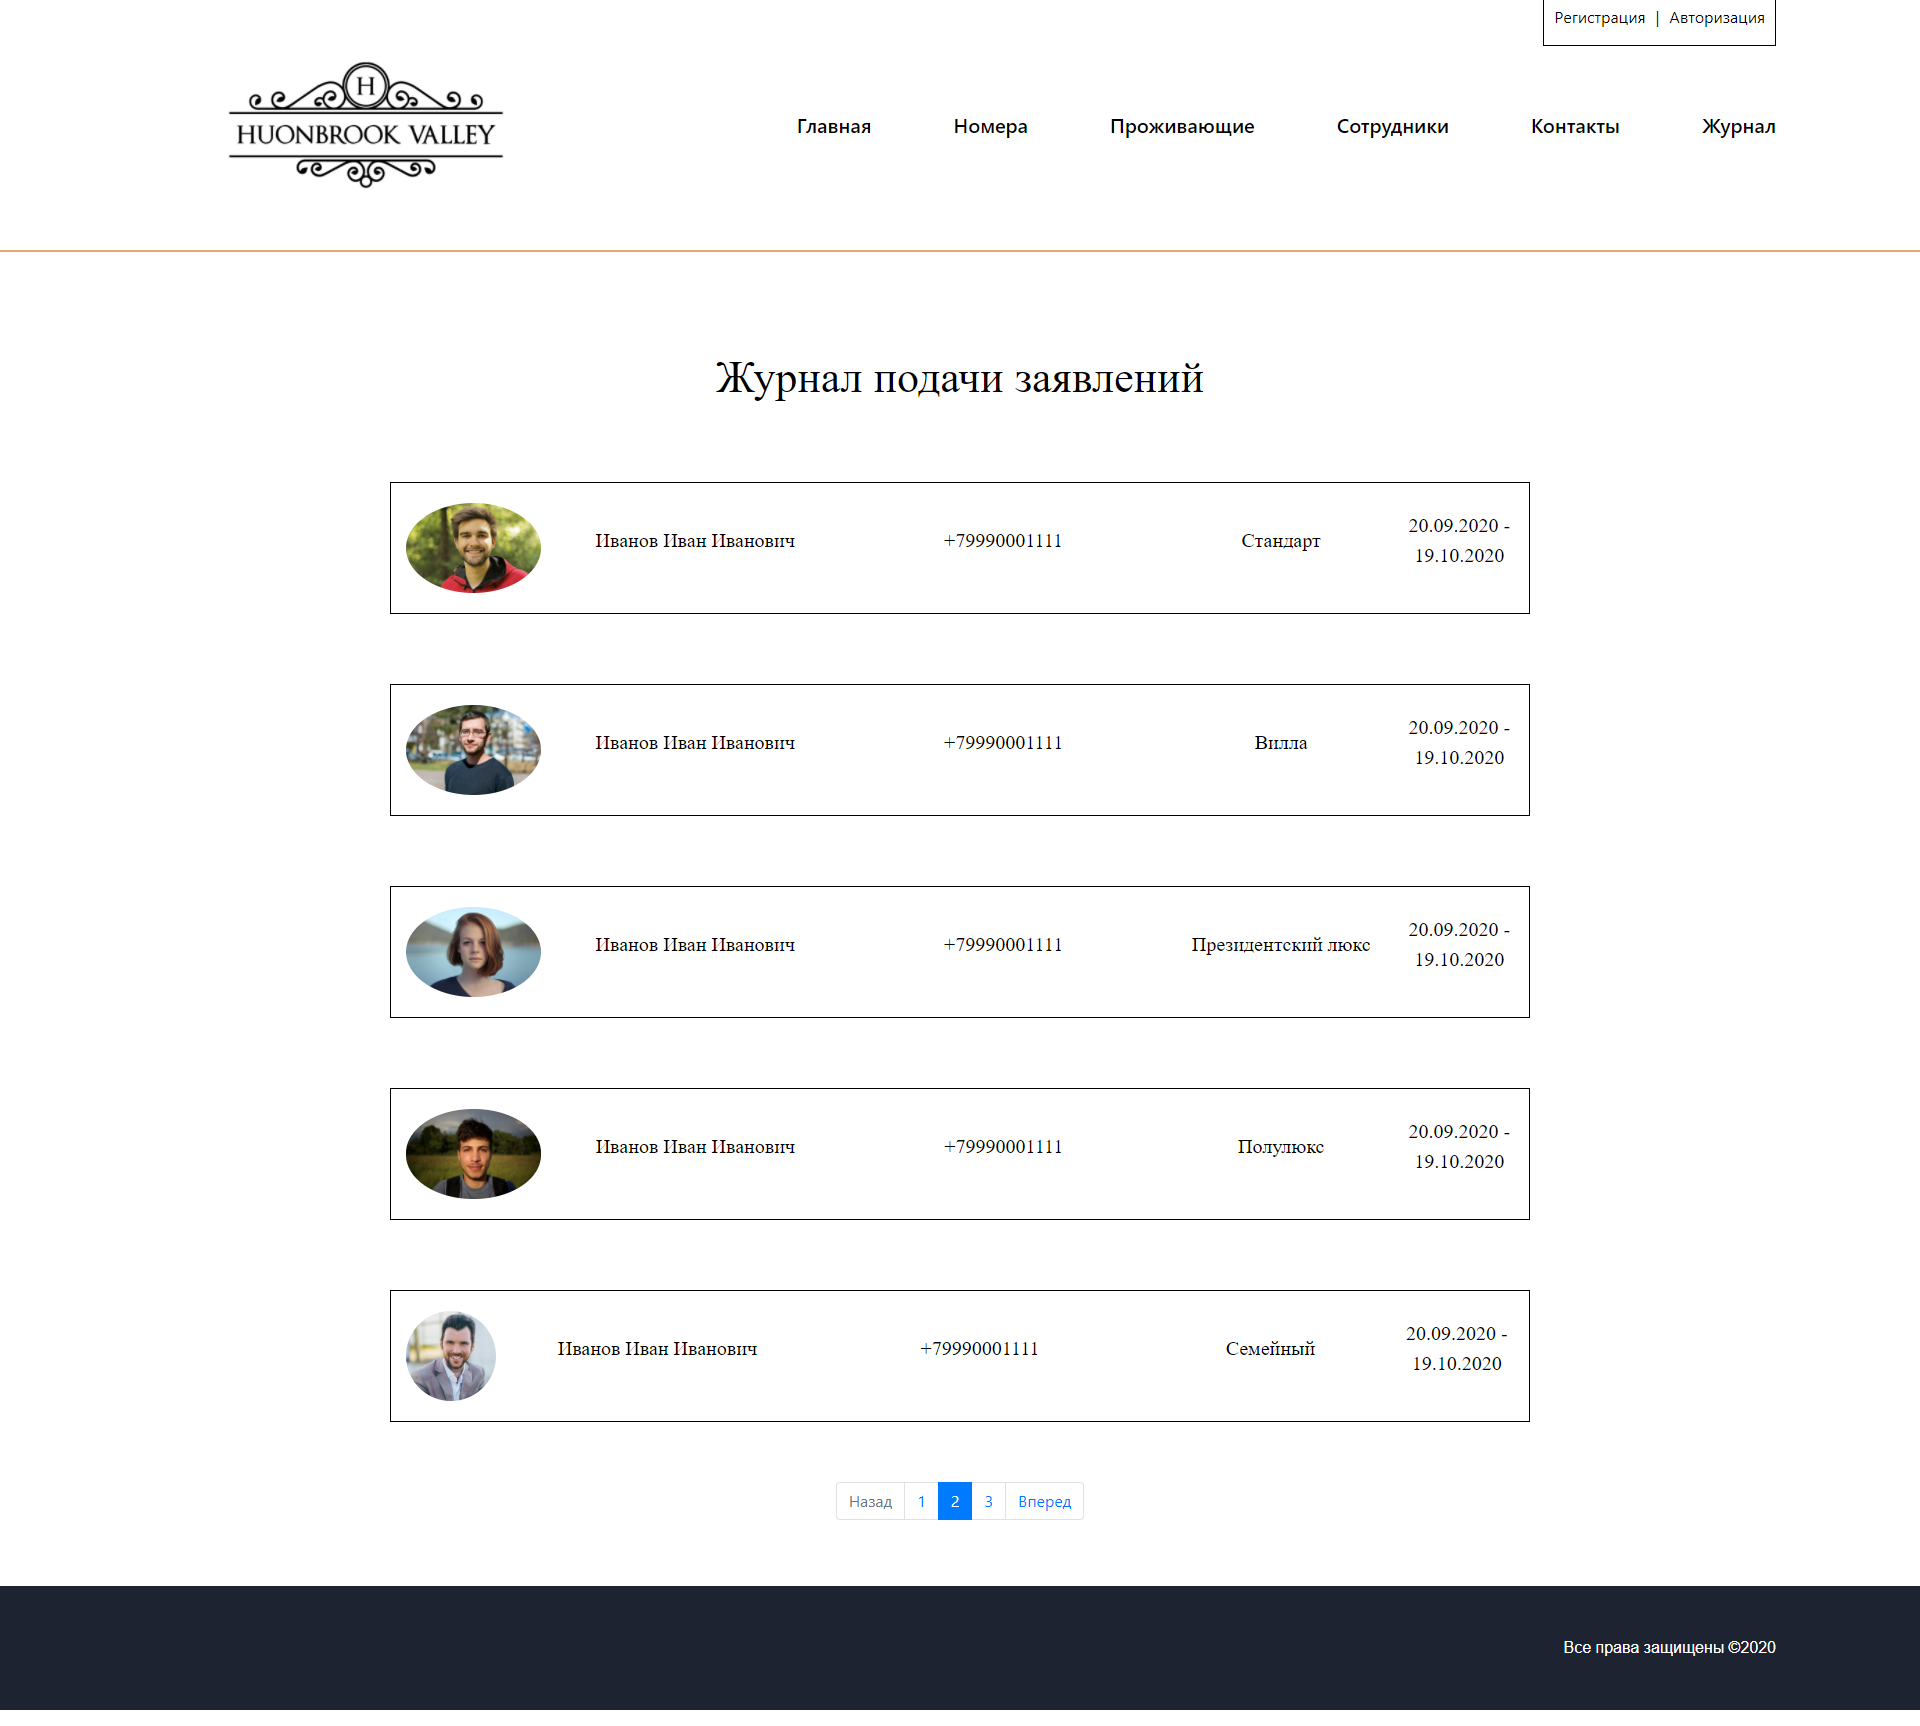 Регистрация | Авторизация
H
HUONBROOK VALLEY
Главная Номера Проживающие Сотрудники Контакты Журнал
Журнал подачи заявлений
Иванов Иван Иванович +79990001111 Стандарт 20.09.2020 -
19.10.2020
Иванов Иван Иванович +79990001111 Вилла 20.09.2020 -
19.10.2020
Иванов Иван Иванович +79990001111 Президентский люкс 20.09.2020 -
19.10.2020
Иванов Иван Иванович +79990001111 Полулюкс 20.09.2020 -
19.10.2020
Иванов Иван Иванович +79990001111 Семейный 20.09.2020 -
19.10.2020
Назад 1 2 3 Вперед
Все права защищены ©2020